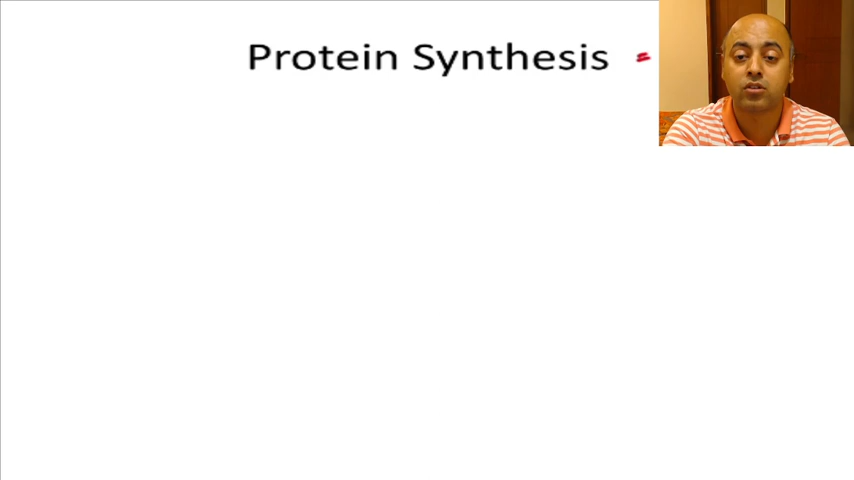 Protein Synthesis =